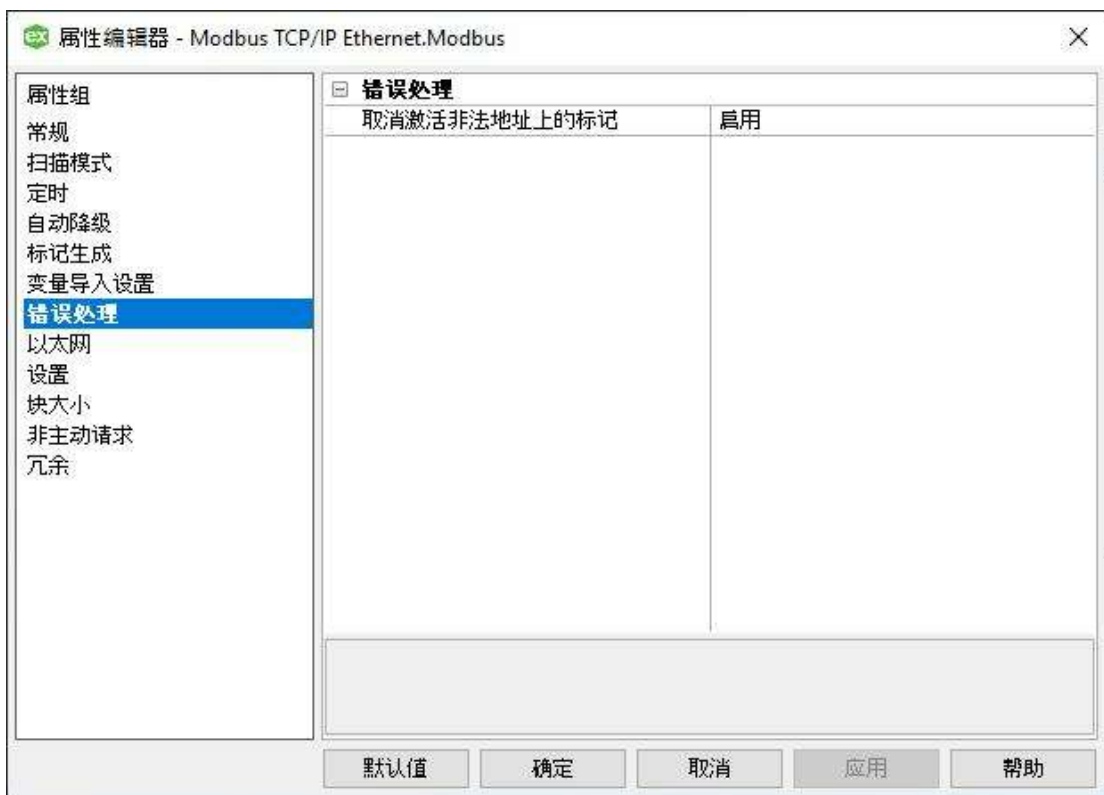 属性编辑器 - Modbus TCP/IP Ethernet.Modbus
属性组
常规
扫描模式
定时
自动降级
标记生成
变量导入设置
错误处理
以太网
设置
块大小
非主动请求
冗余
错误处理
取消激活非法地址上的标记 启用
默认值 确定 取消 应用 帮助